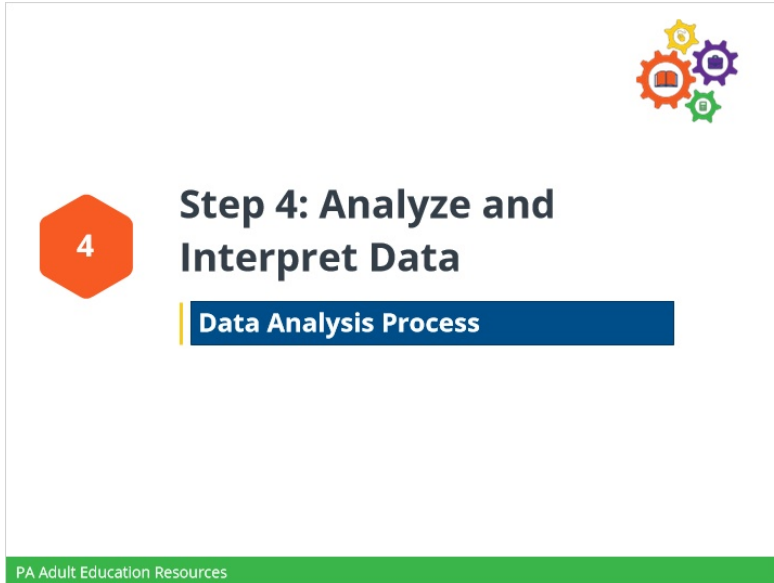 4
Step 4: Analyze and
Interpret Data
Data Analysis Process
PA Adult Education Resources